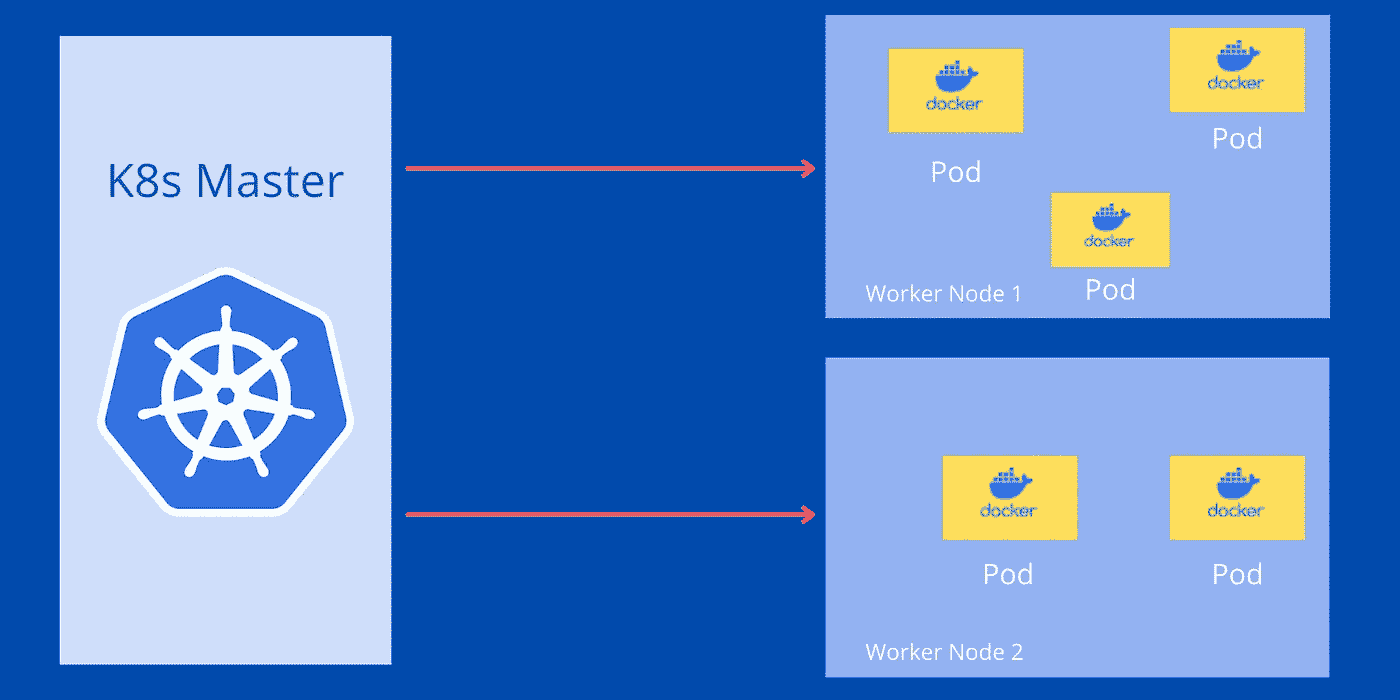 K8s Master
docker
Pod
docker
Pod
docker
Pod
Worker Node 1
docker
Pod
docker
Pod
Worker Node 2